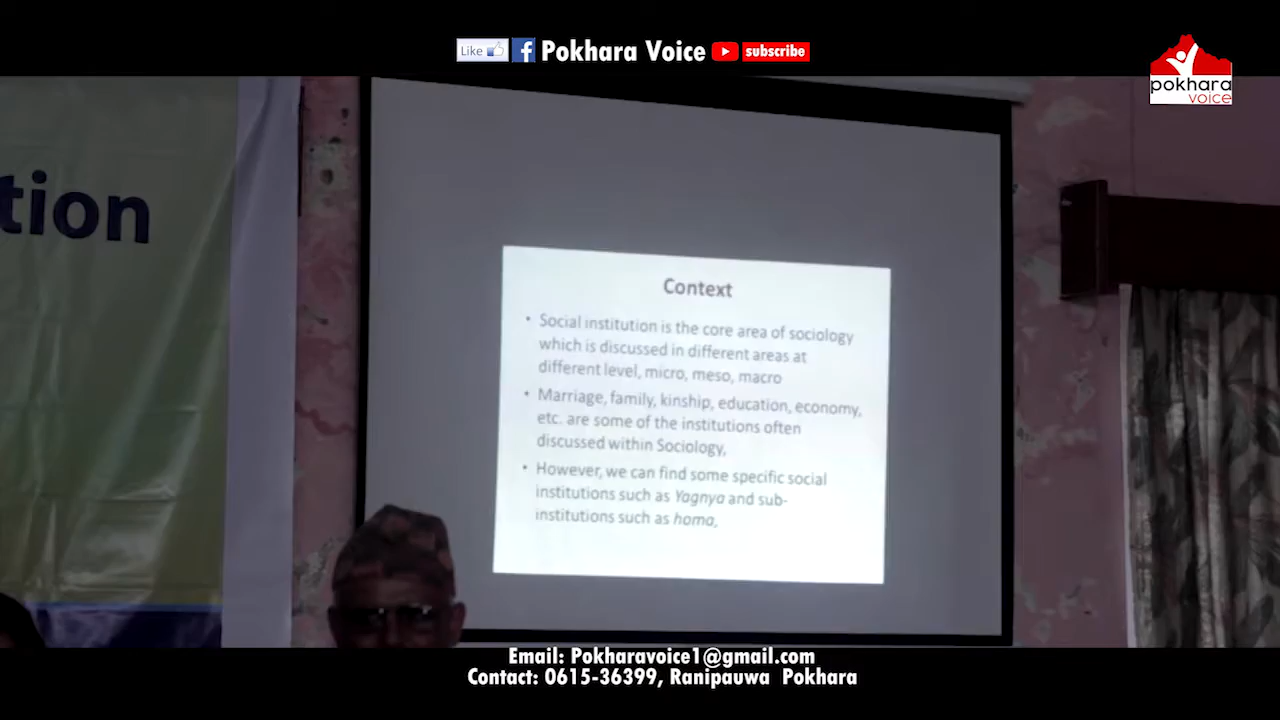 Like f Pokhara Voice subscribe
pokhara
voice
tion
Context
• Social institution is the core area of sociology
which is discussed in different areas at
different level, micro, meso, macro
• Marriage, family, kinship, education, economy,
etc. are some of the institutions often
discussed within Sociology,
• However, we can find some specific social
institutions such as Yagnya and sub-
institutions such as homa,
Email: Pokharavoice1@gmail.com
Contact: 0615-36399, Ranipauwa Pokhara